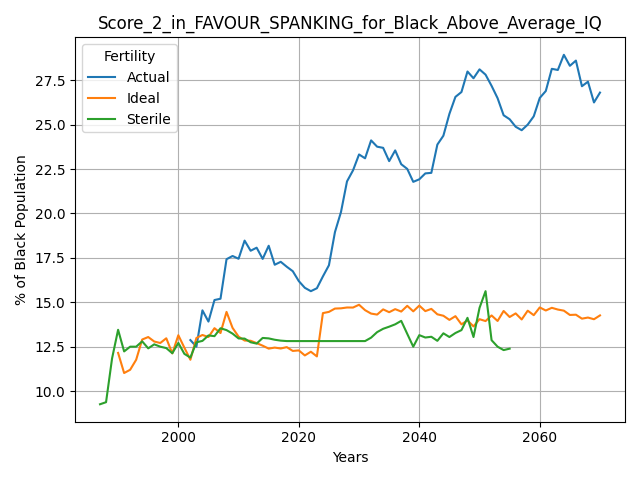 Score_2_in_FAVOUR_SPANKING_for_Black_Above_Average_IQ
Fertility
Actual
Ideal
Sterile
% of Black Population
27.5
25.0
22.5
20.0
17.5
15.0
12.5
10.0
2000 2020 2040 2060
Years